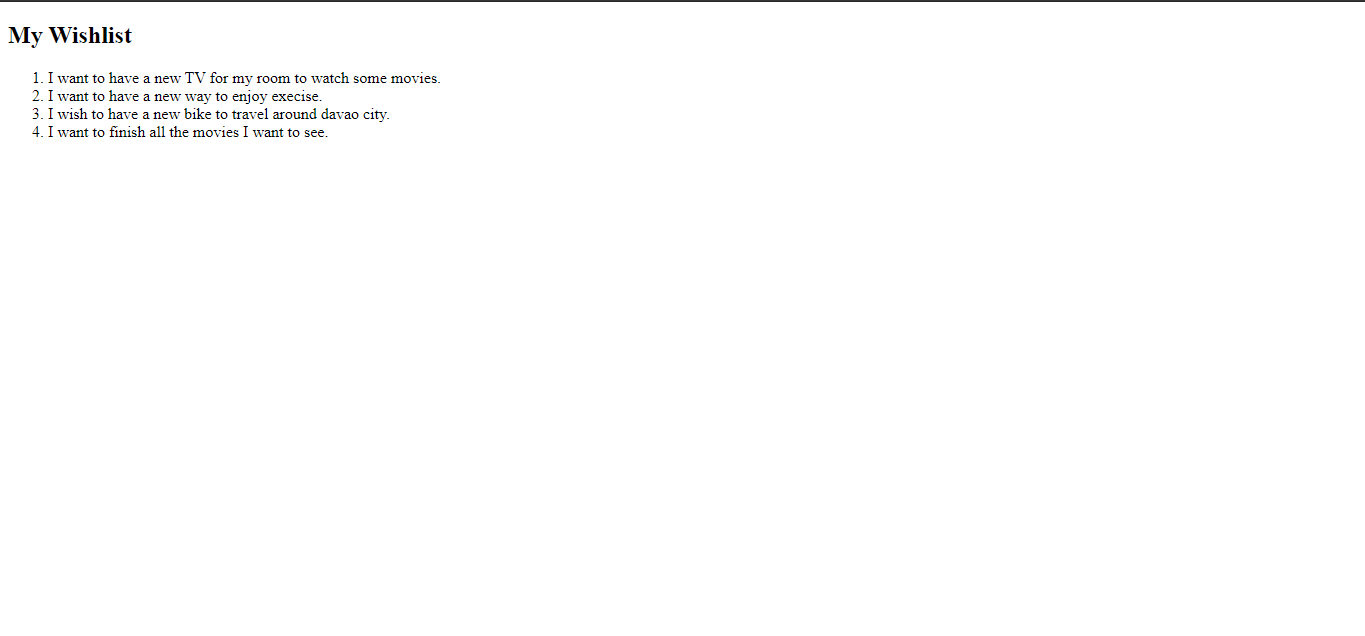 My Wishlist
1. I want to have a new TV for my room to watch some movies.
2. I want to have a new way to enjoy execise.
3. I wish to have a new bike to travel around davao city.
4. I want to finish all the movies I want to see.